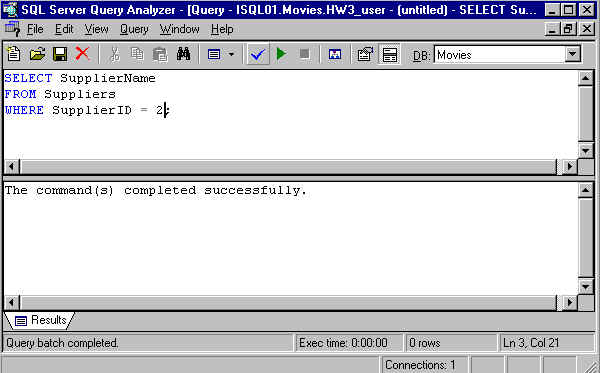 SQL Server Query Analyzer - [Query - ISQL01.Movies.HW3_user - (untitled) - SELECT Su...
File Edit View Query Window Help
DB: Movies
SELECT SupplierName
FROM Suppliers
WHERE SupplierID = 2;
The command(s) completed successfully.
Results
Query batch completed. Exec time: 0:00:00 0 rows Ln 3, Col 21
Connections: 1